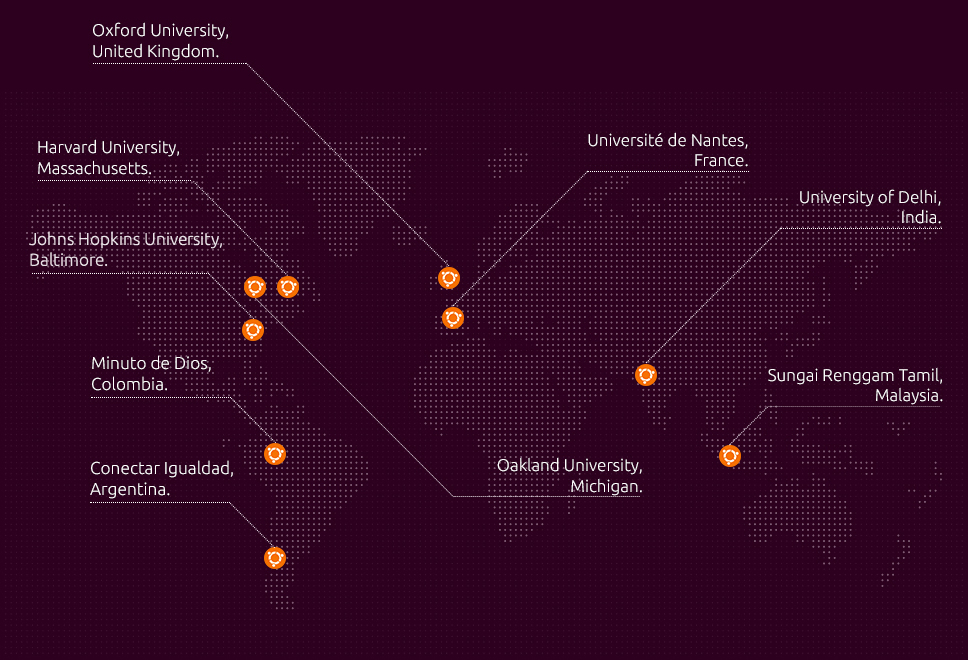 Oxford University,
United Kingdom.
Harvard University,
Massachusetts.
Université de Nantes,
France.
University of Delhi,
India.
Johns Hopkins University,
Baltimore.
Minuto de Dios,
Colombia.
Sungai Renggam Tamil,
Malaysia.
Conectar Igualdad,
Argentina.
Oakland University,
Michigan.